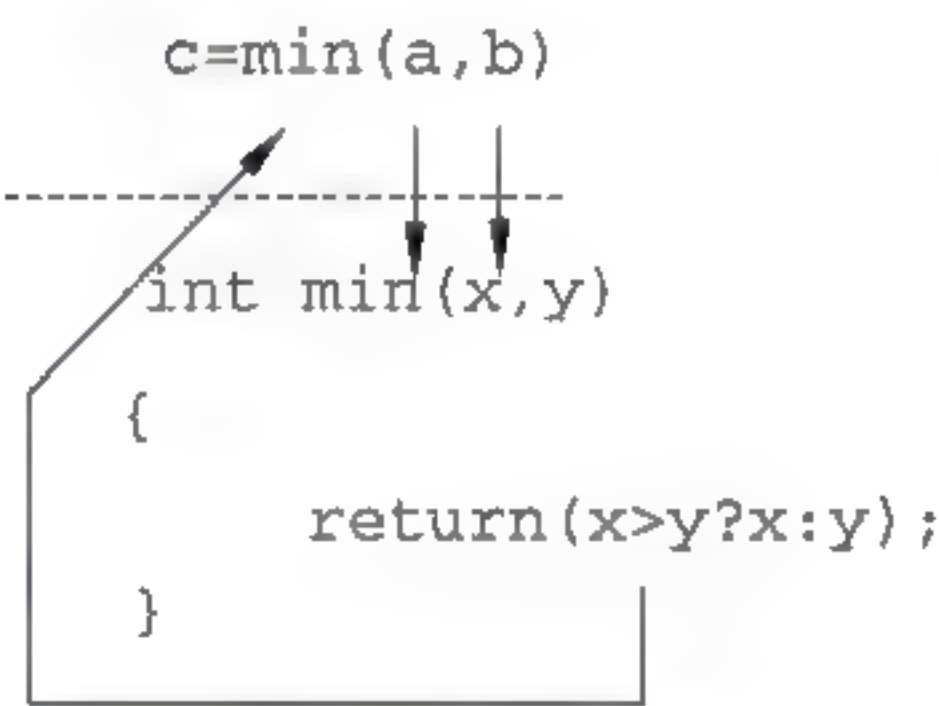 c=min(a,b)
int min(x,y)
{
return(x>y?x:y);
}